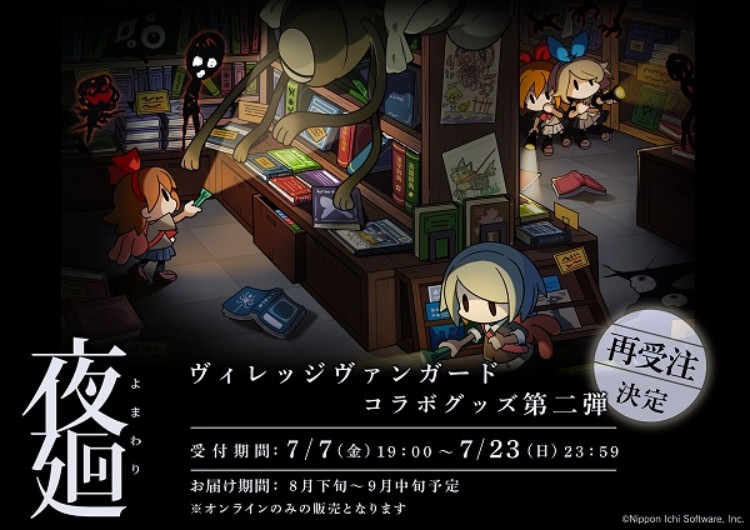 夜廻
よまわり
ヴィレッジヴァンガード
コラボグッズ第二弾
再受注
決定
受付期間：7/7（金）19:00～7/23（日）23:59
お届け期間：8月下旬～9月中旬予定
※オンラインのみの販売となります
©Nippon Ichi Software, Inc.